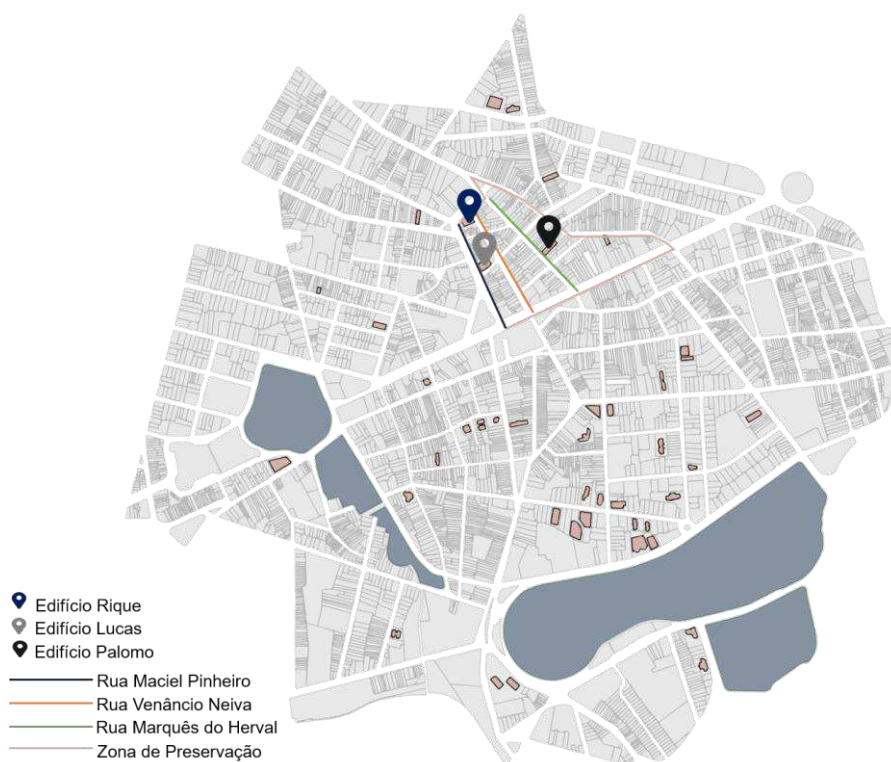 Edifício Rique
Edifício Lucas
Edifício Palomo
Rua Maciel Pinheiro
Rua Venâncio Neiva
Rua Marquês do Herval
Zona de Preservação